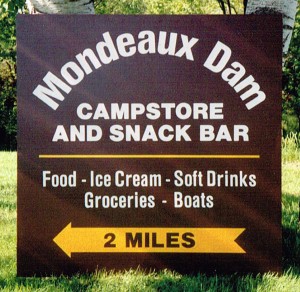 Mondeaux Dam
CAMPSTORE
AND SNACK BAR
Food - Ice Cream - Soft Drinks
Groceries - Boats
2 MILES